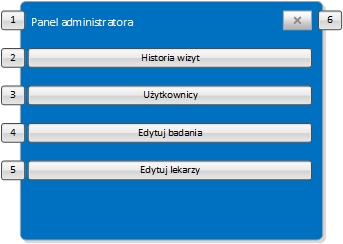 1 Panel administratora × 6
2 Historia wizyt
3 Użytkownicy
4 Edytuj badania
5 Edytuj lekarzy